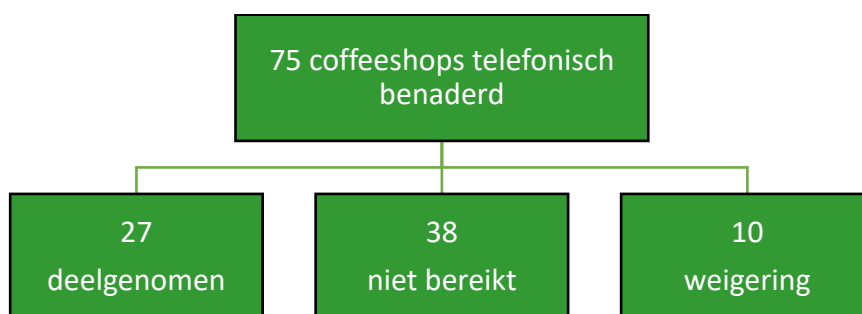 75 coffeeshops telefonisch
benaderd
27
deelgenomen
38
niet bereikt
10
weigering